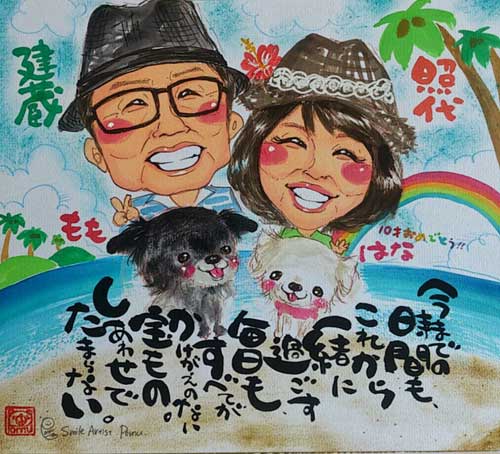 建蔵
照代
もも
10才おめでとう!!
はな
今までの
時間も、
これから
一緒に
過ごす
毎日も
すべてが
かけがえのない
宝もの。
しあわせで
たまらない。
Smile Artist